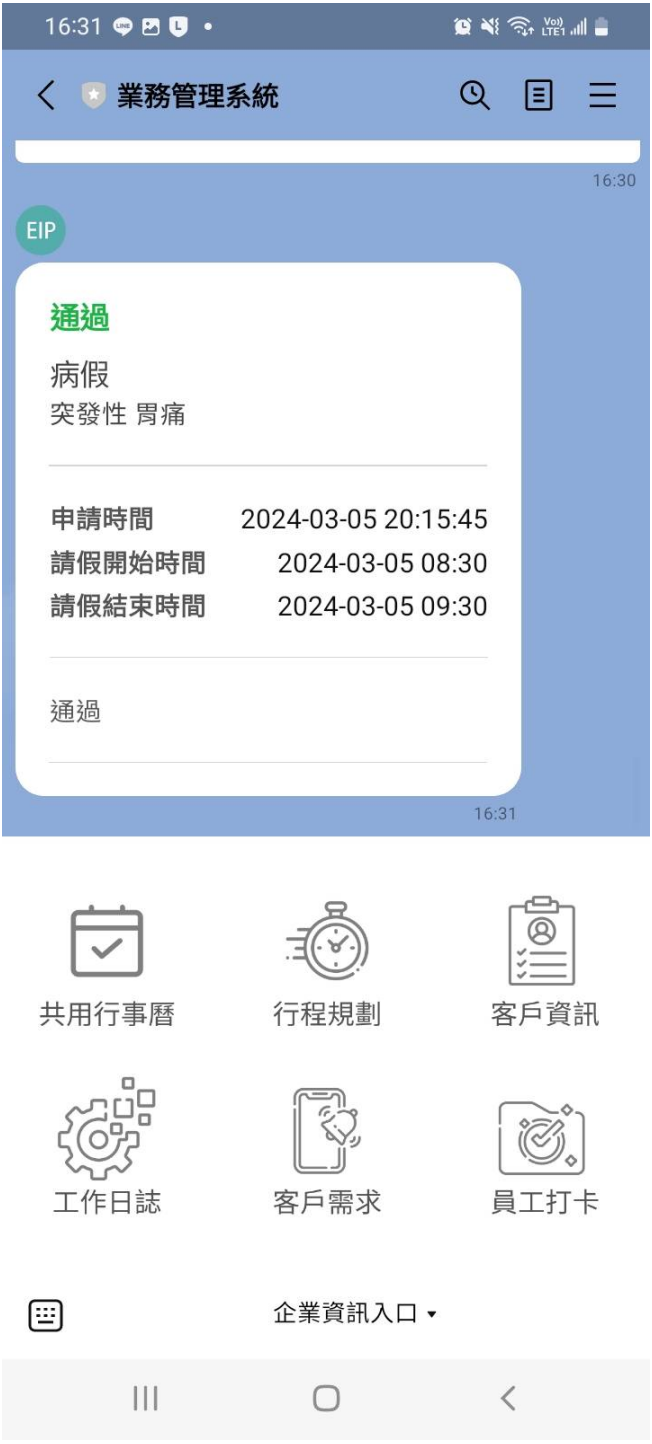 16:31
Vo)) LTE1
業務管理系統
16:30
EIP
通過
病假
突發性 胃痛
申請時間 2024-03-05 20:15:45
請假開始時間 2024-03-05 08:30
請假結束時間 2024-03-05 09:30
通過
16:31
共用行事曆 行程規劃 客戶資訊
工作日誌 客戶需求 員工打卡
企業資訊入口